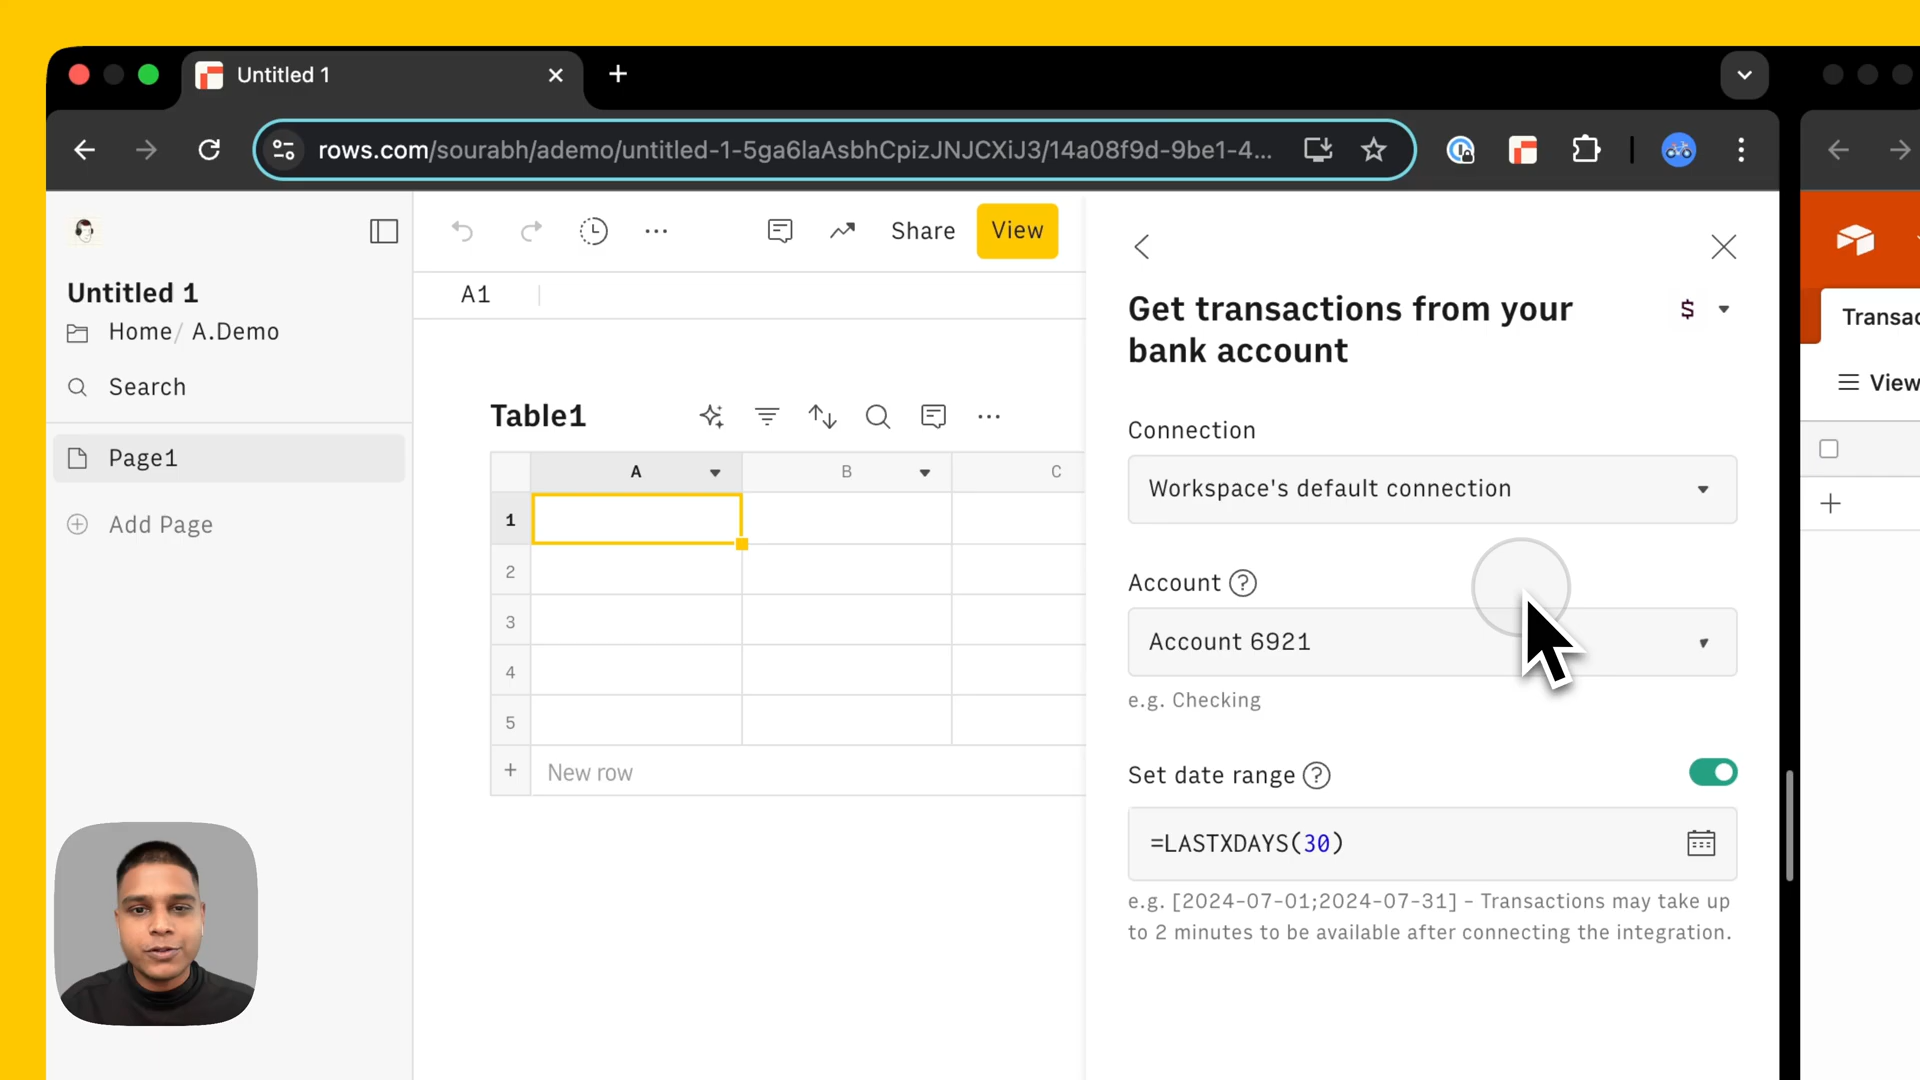 Untitled 1
rows.com/sourabh/ademo/untitled-1-5ga6laAsbhCpizJNJCXiJ3/14a08f9d-9be1-4...
Share
View
Untitled 1
Home / A.Demo
Search
Page1
Add Page
A1
Table1
A
B
C
1
2
3
4
5
+ New row
Get transactions from your
bank account
$
Connection
Workspace's default connection
Account ?
Account 6921
e.g. Checking
Set date range ?
=LASTXDAYS(30)
e.g. [2024-07-01;2024-07-31] - Transactions may take up
to 2 minutes to be available after connecting the integration.
Transac
View